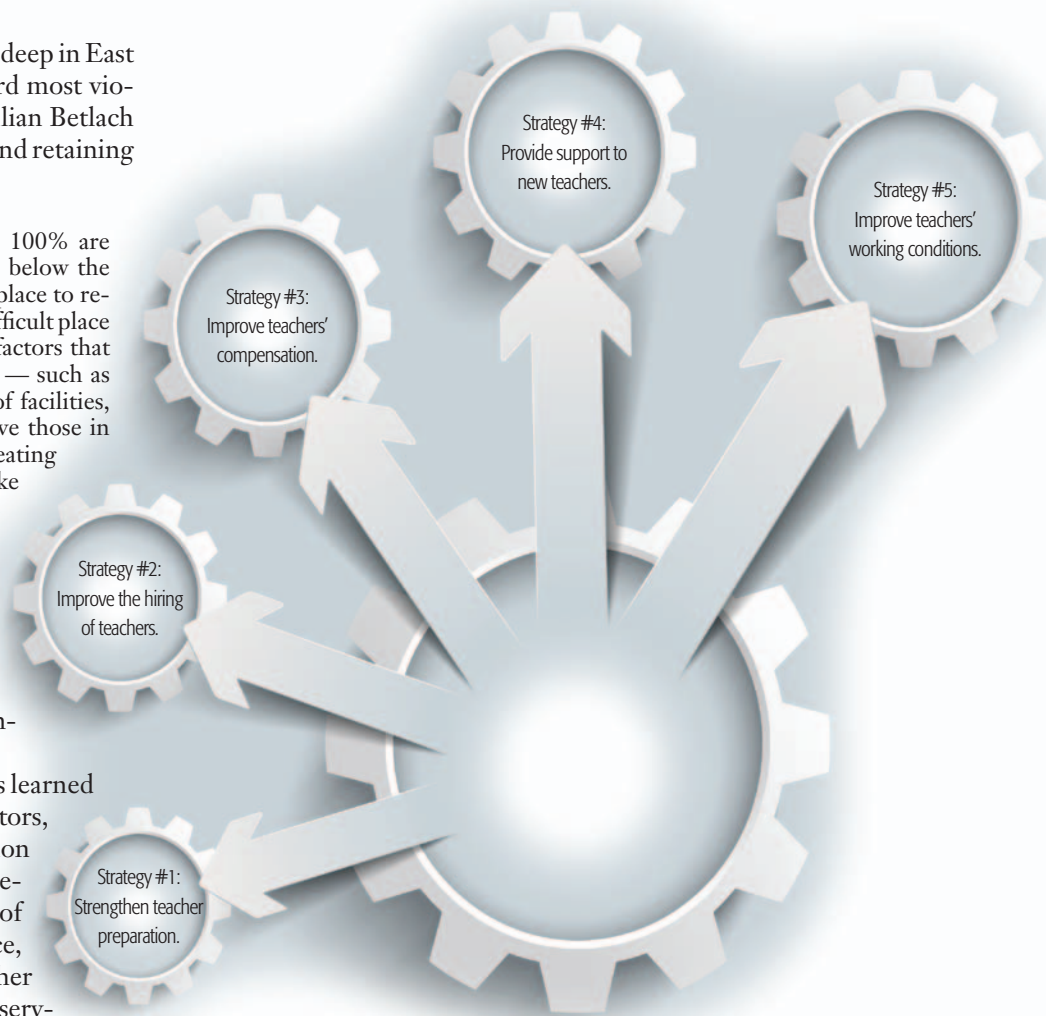 deep in East
rd most vio-
lian Betlach
nd retaining
100% are
below the
place to re-
fficult place
factors that
— such as
of facilities,
ve those in
eating
ke
n-
s learned
tors,
on
e-
of
ce,
ner
serv-
Strategy #1:
Strengthen teacher
preparation.
Strategy #2:
Improve the hiring
of teachers.
Strategy #3:
Improve teachers’
compensation.
Strategy #4:
Provide support to
new teachers.
Strategy #5:
Improve teachers’
working conditions.